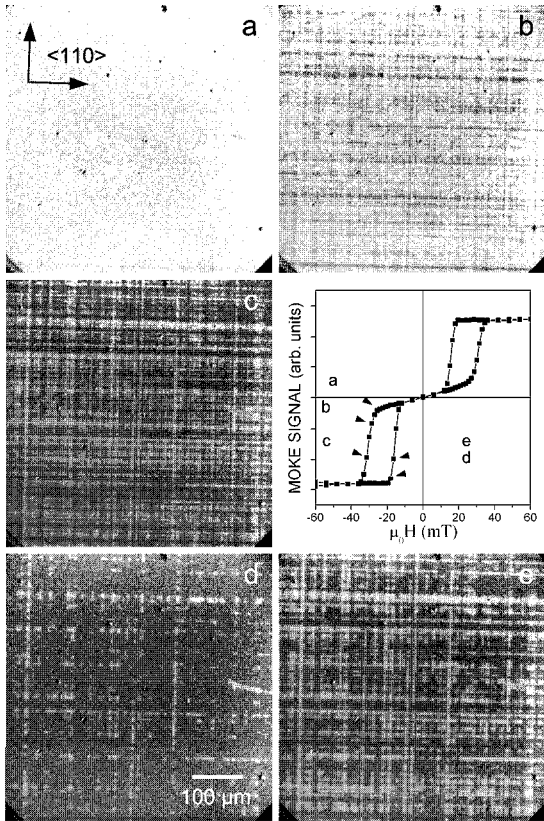 a
<110>
b
c
MOKE SIGNAL (arb. units)
a
b
c
e
d
-60 -40 -20 0 20 40 60
μ₀H (mT)
d
100 μm
e